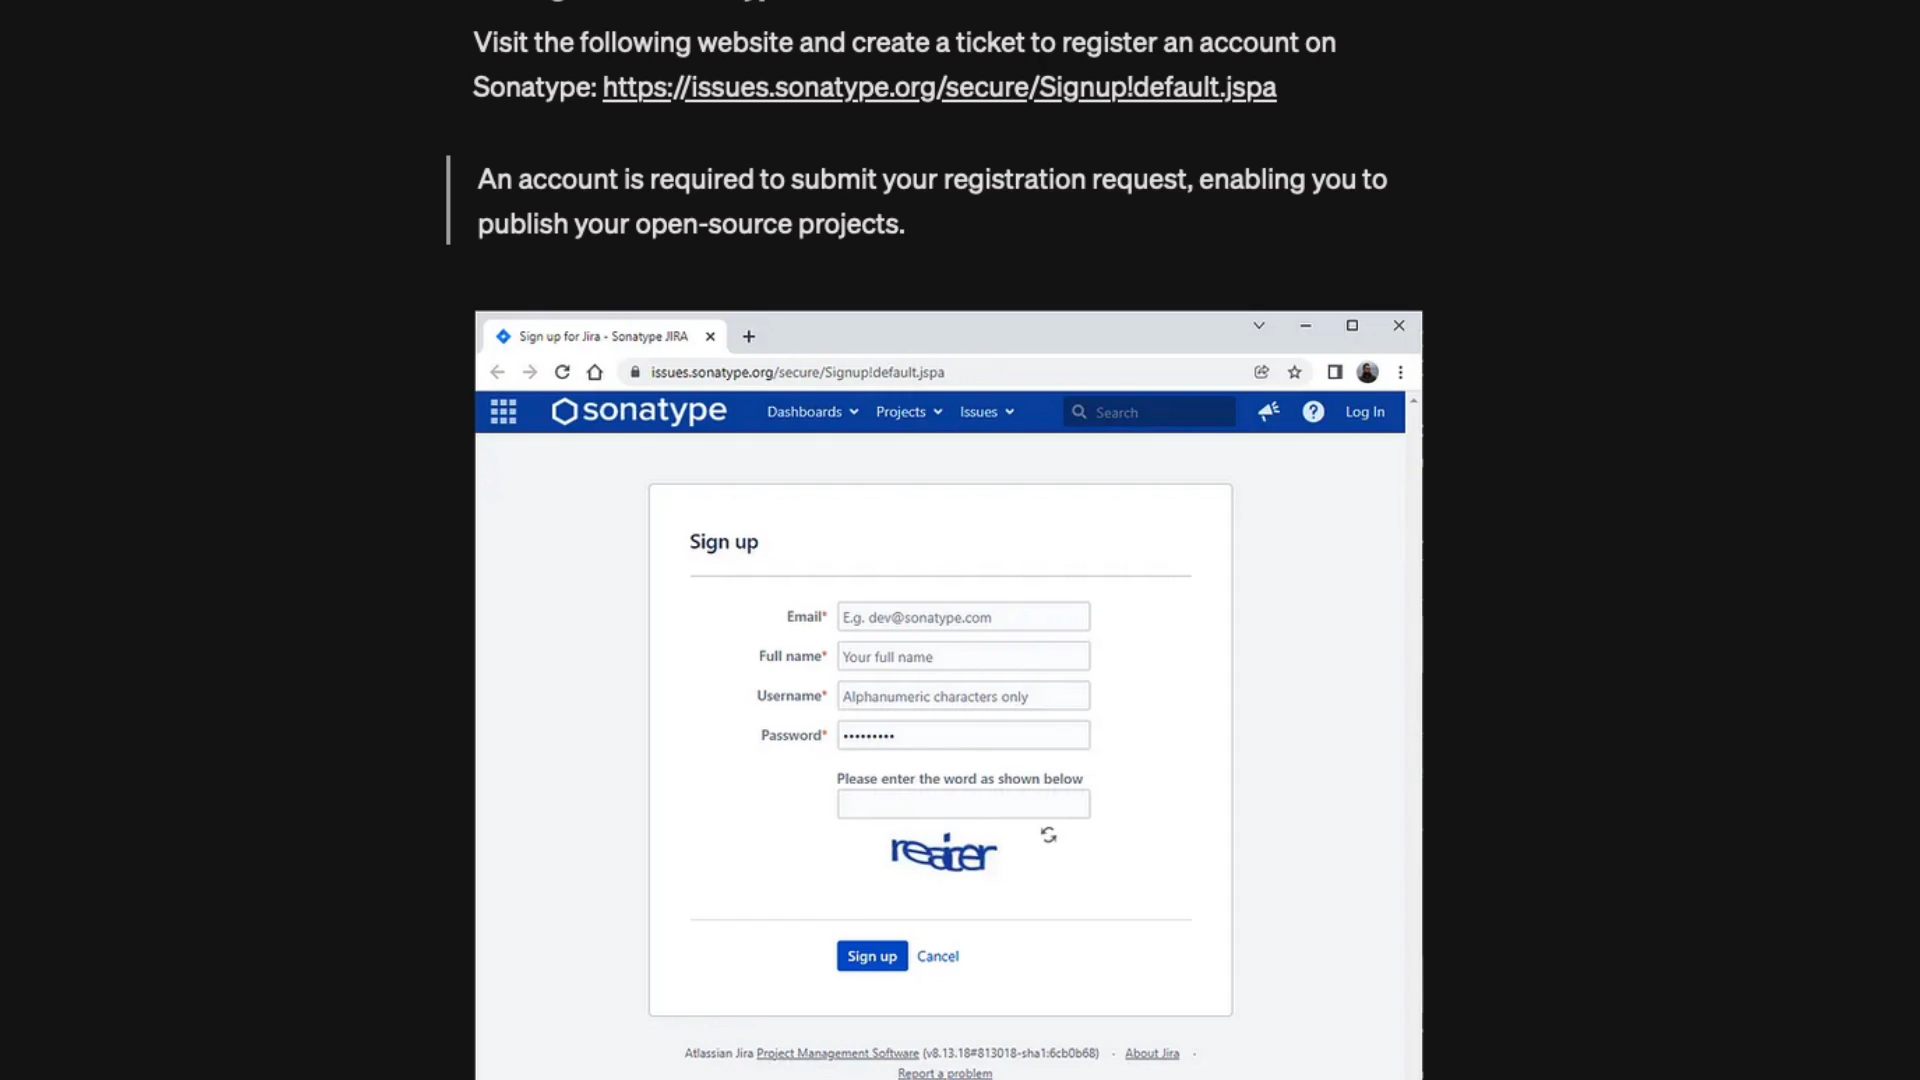 Visit the following website and create a ticket to register an account on
Sonatype: https://issues.sonatype.org/secure/Signup!default.jspa
An account is required to submit your registration request, enabling you to
publish your open-source projects.
Sign up for Jira - Sonatype JIRA
issues.sonatype.org/secure/Signup!default.jspa
sonatype Dashboards Projects Issues Search Log In
Sign up
Email* E.g. dev@sonatype.com
Full name* Your full name
Username* Alphanumeric characters only
Password* •••••••••
Please enter the word as shown below
Sign up Cancel
Atlassian Jira Project Management Software (v8.13.18#813018-sha1:6cb0b68) · About Jira ·
Report a problem